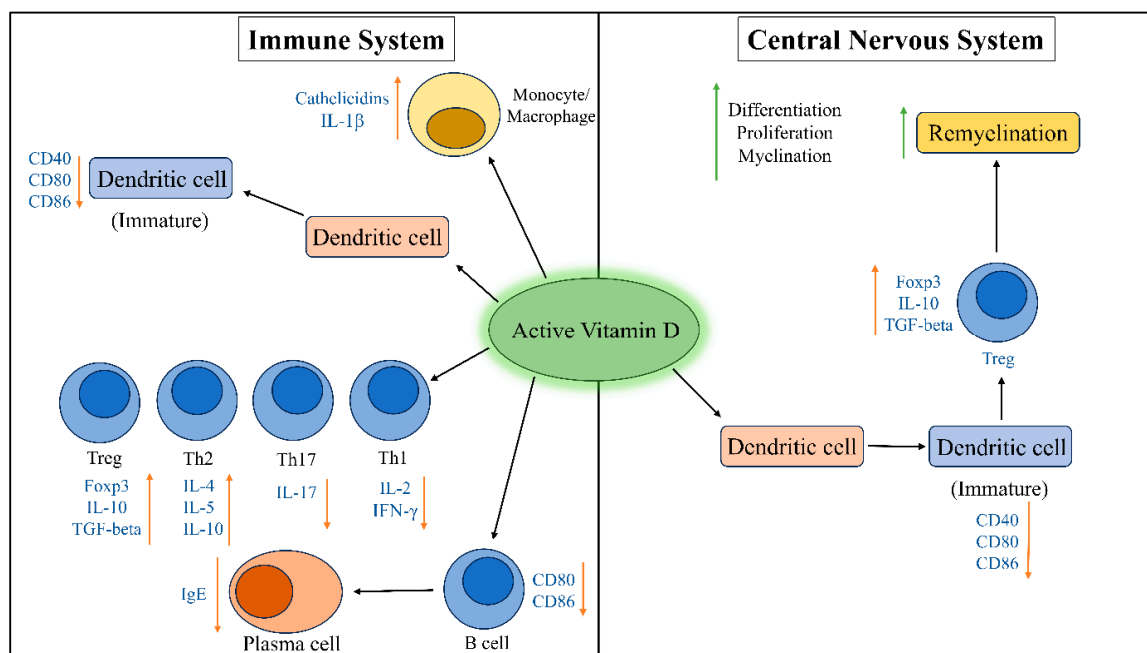 Immune System
Cathelicidins
IL-1β
Monocyte/
Macrophage
CD40
CD80
CD86
Dendritic cell
(Immature)
Dendritic cell
Active Vitamin D
Treg
Foxp3
IL-10
TGF-beta
Th2
IL-4
IL-5
IL-10
Th17
IL-17
Th1
IL-2
IFN-γ
IgE
Plasma cell
B cell
CD80
CD86
Central Nervous System
Differentiation
Proliferation
Myelination
Remyelination
Foxp3
IL-10
TGF-beta
Treg
Dendritic cell
Dendritic cell
(Immature)
CD40
CD80
CD86